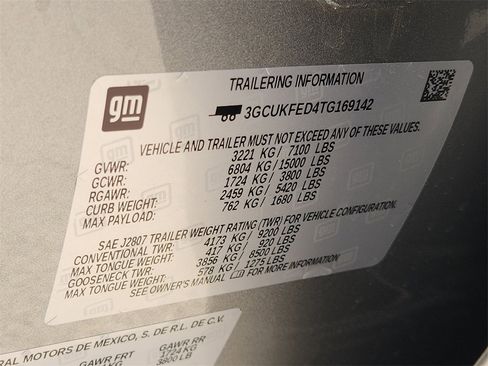 TRAILERING INFORMATION
gm
3GCUKFED4TG169142
VEHICLE AND TRAILER MUST NOT EXCEED ANY OF THESE VALUES.
GVWR: 3221 KG/ 7100 LBS
GCWR: 6804 KG/15000 LBS
RGAWR: 1724 KG/ 3800 LBS
CURB WEIGHT: 2459 KG/ 5420 LBS
MAX PAYLOAD: 762 KG/ 1680 LBS
SAE J2807 TRAILER WEIGHT RATING (TWR) FOR VEHICLE CONFIGURATION.
CONVENTIONAL TWR: 4173 KG/ 9200 LBS
MAX TONGUE WEIGHT: 417 KG/ 920 LBS
GOOSENECK TWR: 3856 KG/ 8500 LBS
MAX TONGUE WEIGHT: 578 KG/ 1275 LBS
SEE OWNER'S MANUAL FOR MORE INFORMATION
RAL MOTORS DE MEXICO, S. DE R.L. DE C.V.
GAWR FRT GAWR RR
1724 KG
3800 LB